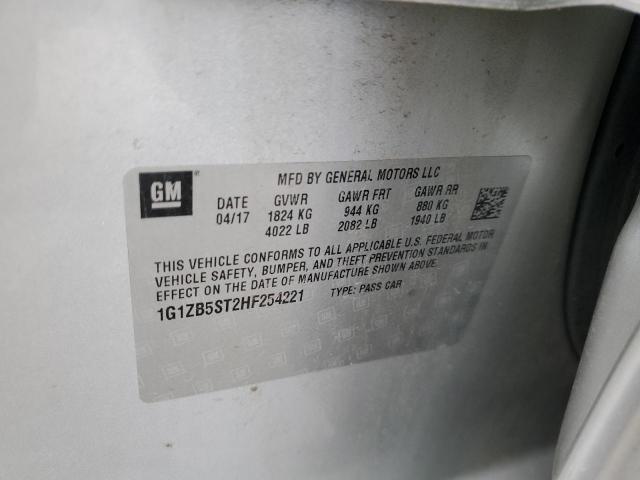 GM
MFD BY GENERAL MOTORS LLC
DATE GVWR GAWR FRT GAWR RR
04/17 1824 KG 944 KG 880 KG
4022 LB 2082 LB 1940 LB
THIS VEHICLE CONFORMS TO ALL APPLICABLE U.S. FEDERAL MOTOR
VEHICLE SAFETY, BUMPER, AND THEFT PREVENTION STANDARDS IN
EFFECT ON THE DATE OF MANUFACTURE SHOWN ABOVE.
1G1ZB5ST2HF254221 TYPE: PASS CAR